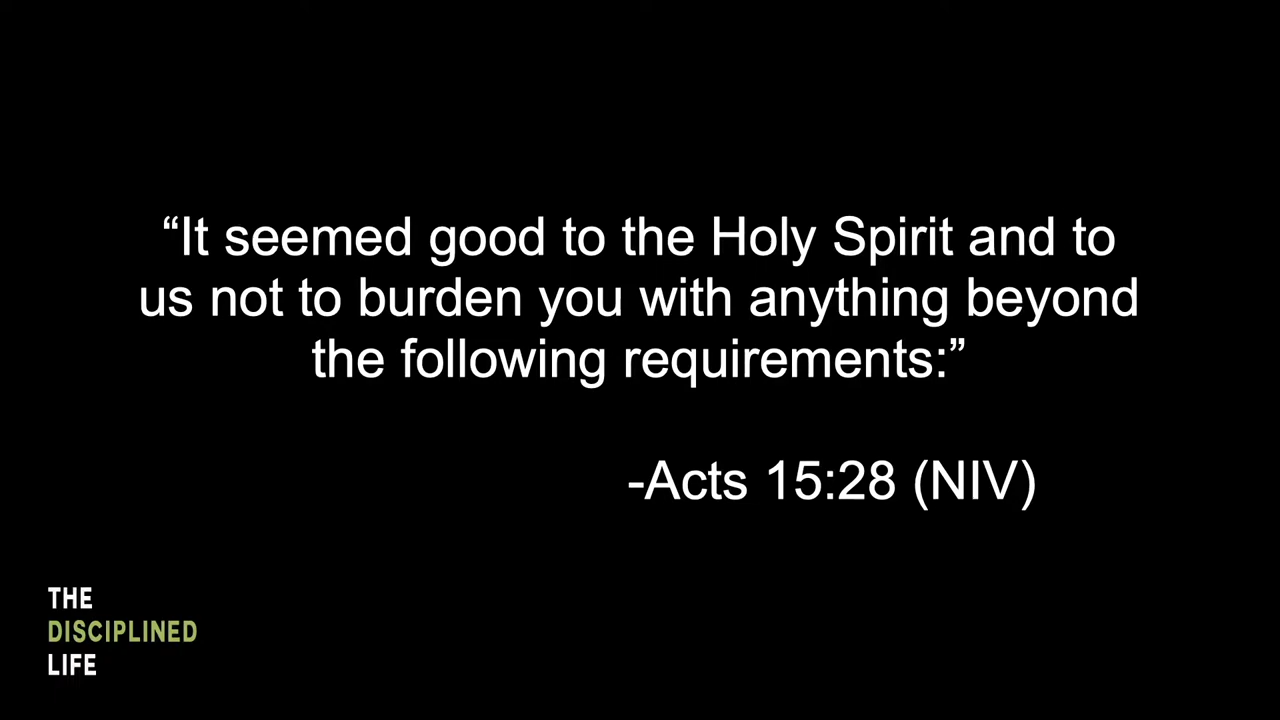 “It seemed good to the Holy Spirit and to
us not to burden you with anything beyond
the following requirements:”
-Acts 15:28 (NIV)
THE
DISCIPLINED
LIFE